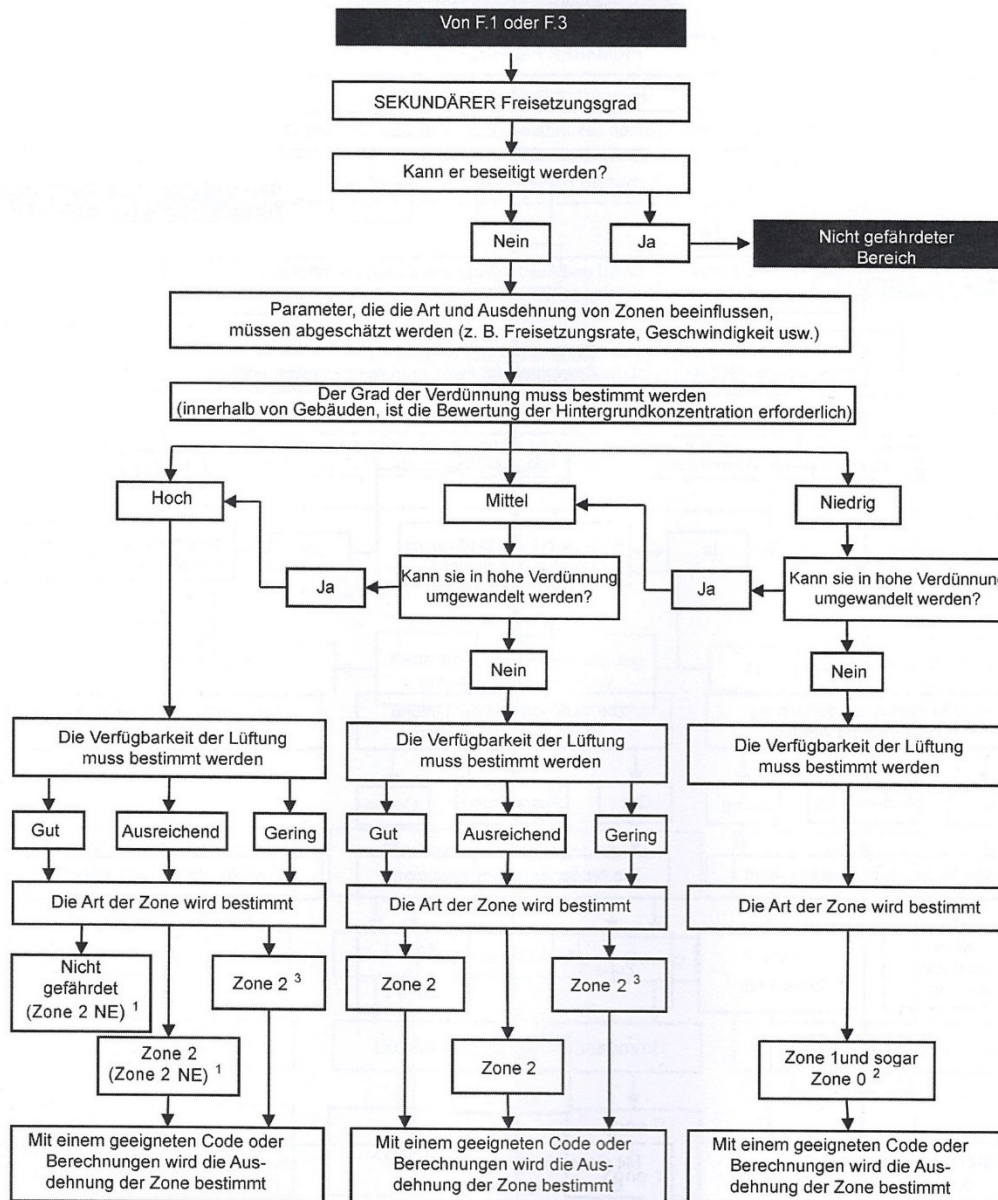 Von F.1 oder F.3
SEKUNDÄRER Freisetzungsgrad
Kann er beseitigt werden?
Nein
Ja
Nicht gefährdeter
Bereich
Parameter, die die Art und Ausdehnung von Zonen beeinflussen,
müssen abgeschätzt werden (z. B. Freisetzungsrate, Geschwindigkeit usw.)
Der Grad der Verdünnung muss bestimmt werden
(innerhalb von Gebäuden, ist die Bewertung der Hintergrundkonzentration erforderlich)
Hoch
Mittel
Niedrig
Ja
Kann sie in hohe Verdünnung
umgewandelt werden?
Ja
Kann sie in hohe Verdünnung
umgewandelt werden?
Nein
Nein
Die Verfügbarkeit der Lüftung
muss bestimmt werden
Die Verfügbarkeit der Lüftung
muss bestimmt werden
Die Verfügbarkeit der Lüftung
muss bestimmt werden
Gut
Ausreichend
Gering
Gut
Ausreichend
Gering
Die Art der Zone wird bestimmt
Die Art der Zone wird bestimmt
Die Art der Zone wird bestimmt
Nicht
gefährdet
(Zone 2 NE) ¹
Zone 2 ³
Zone 2
Zone 2 ³
Zone 2
(Zone 2 NE) ¹
Zone 2
Zone 1und sogar
Zone 0 ²
Mit einem geeigneten Code oder
Berechnungen wird die Aus-
dehnung der Zone bestimmt
Mit einem geeigneten Code oder
Berechnungen wird die Aus-
dehnung der Zone bestimmt
Mit einem geeigneten Code oder
Berechnungen wird die Aus-
dehnung der Zone bestimmt